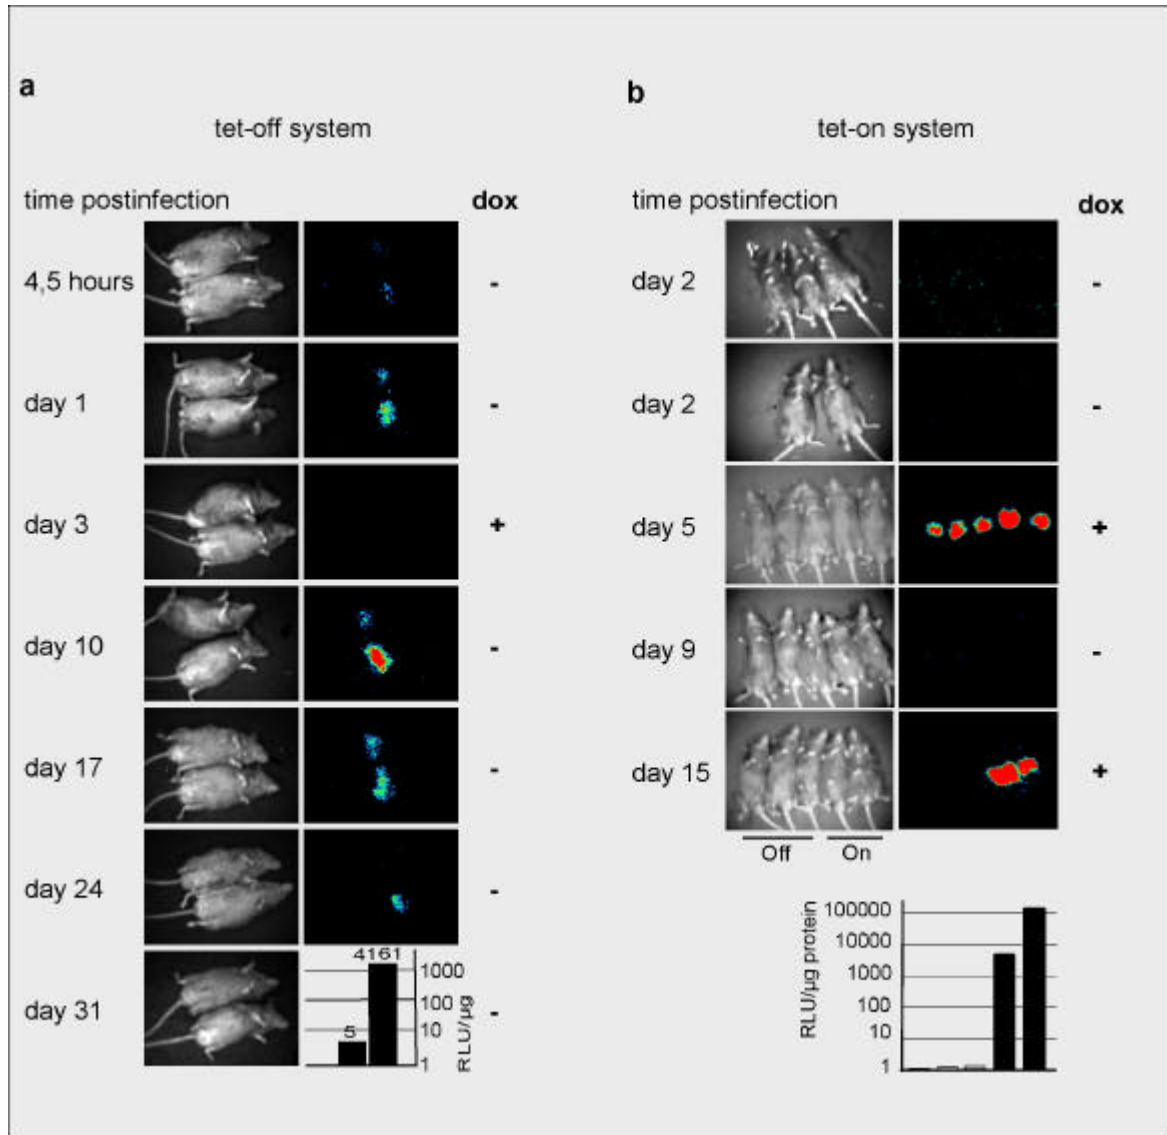 a
tet-off system
time postinfection dox
4,5 hours -
day 1 -
day 3 +
day 10 -
day 17 -
day 24 -
day 31 -
4161
5
1000
100
10
1
RLU/µg
b
tet-on system
time postinfection dox
day 2 -
day 2 -
day 5 +
day 9 -
day 15 +
Off On
RLU/µg protein
100000
10000
1000
100
10
1